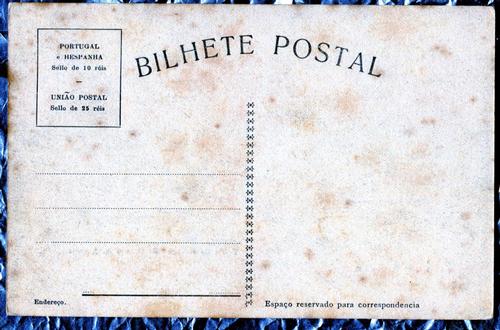 BILHETE POSTAL
PORTUGAL
e HESPANHA
Sello de 10 réis
UNIÃO POSTAL
Sello de 25 réis
Endereço.
Espaço reservado para correspondencia